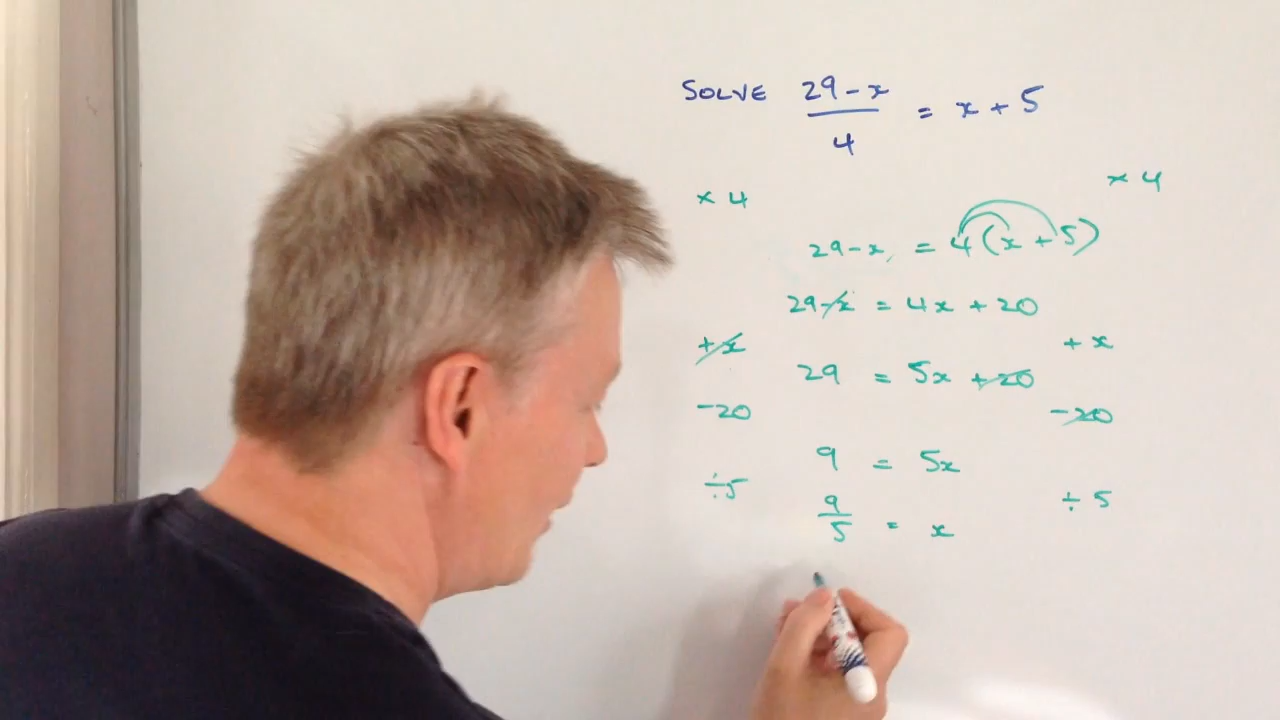 SOLVE 29-x/4 = x + 5
× 4 × 4
29-x = 4(x + 5)
29-x = 4x + 20
+x + x
29 = 5x +20
-20 -20
9 = 5x
÷5 ÷ 5
9/5 = x